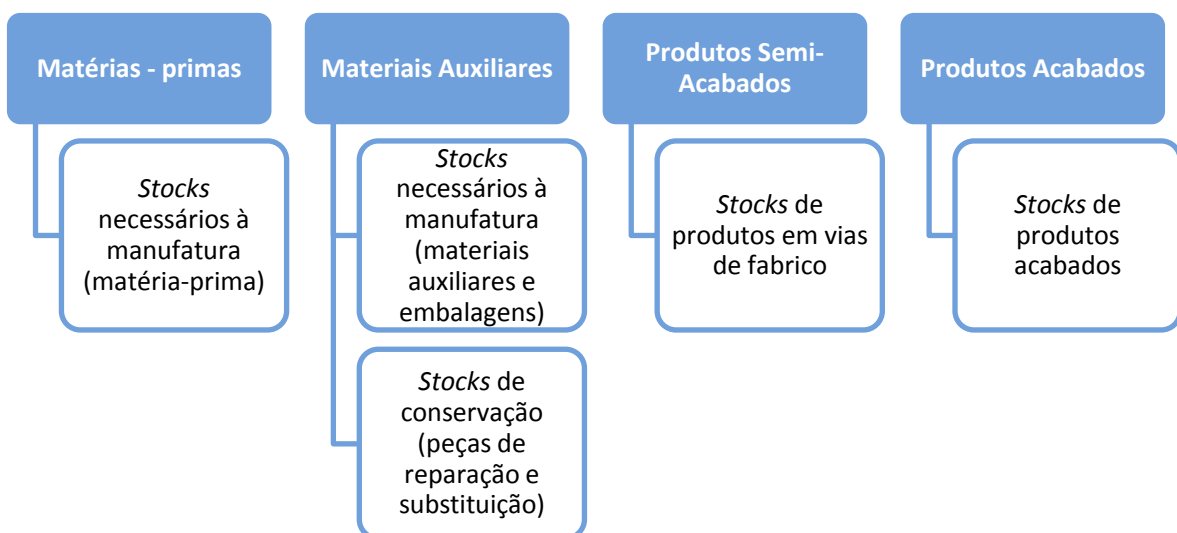 Matérias - primas
Stocks
necessários à
manufatura
(matéria-prima)
Materiais Auxiliares
Stocks
necessários à
manufatura
(materiais
auxiliares e
embalagens)
Stocks de
conservação
(peças de
reparação e
substituição)
Produtos Semi-
Acabados
Stocks de
produtos em vias
de fabrico
Produtos Acabados
Stocks de
produtos
acabados